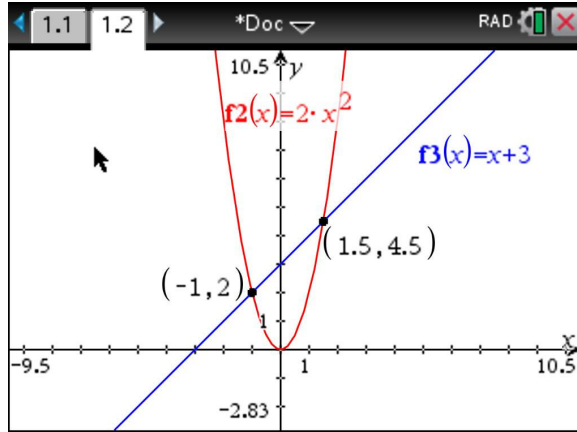 1.1 1.2 *Doc RAD
10.5 y
f2(x)=2·x²
f3(x)=x+3
(1.5,4.5)
(-1,2)
1
x
-9.5 1 10.5
-2.83